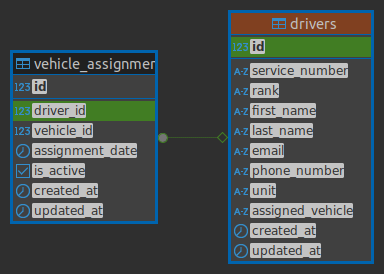 vehicle_assignmer
123 id
123 driver_id
123 vehicle_id
assignment_date
is_active
created_at
updated_at
drivers
123 id
A-Z service_number
A-Z rank
A-Z first_name
A-Z last_name
A-Z email
A-Z phone_number
A-Z unit
A-Z assigned_vehicle
created_at
updated_at